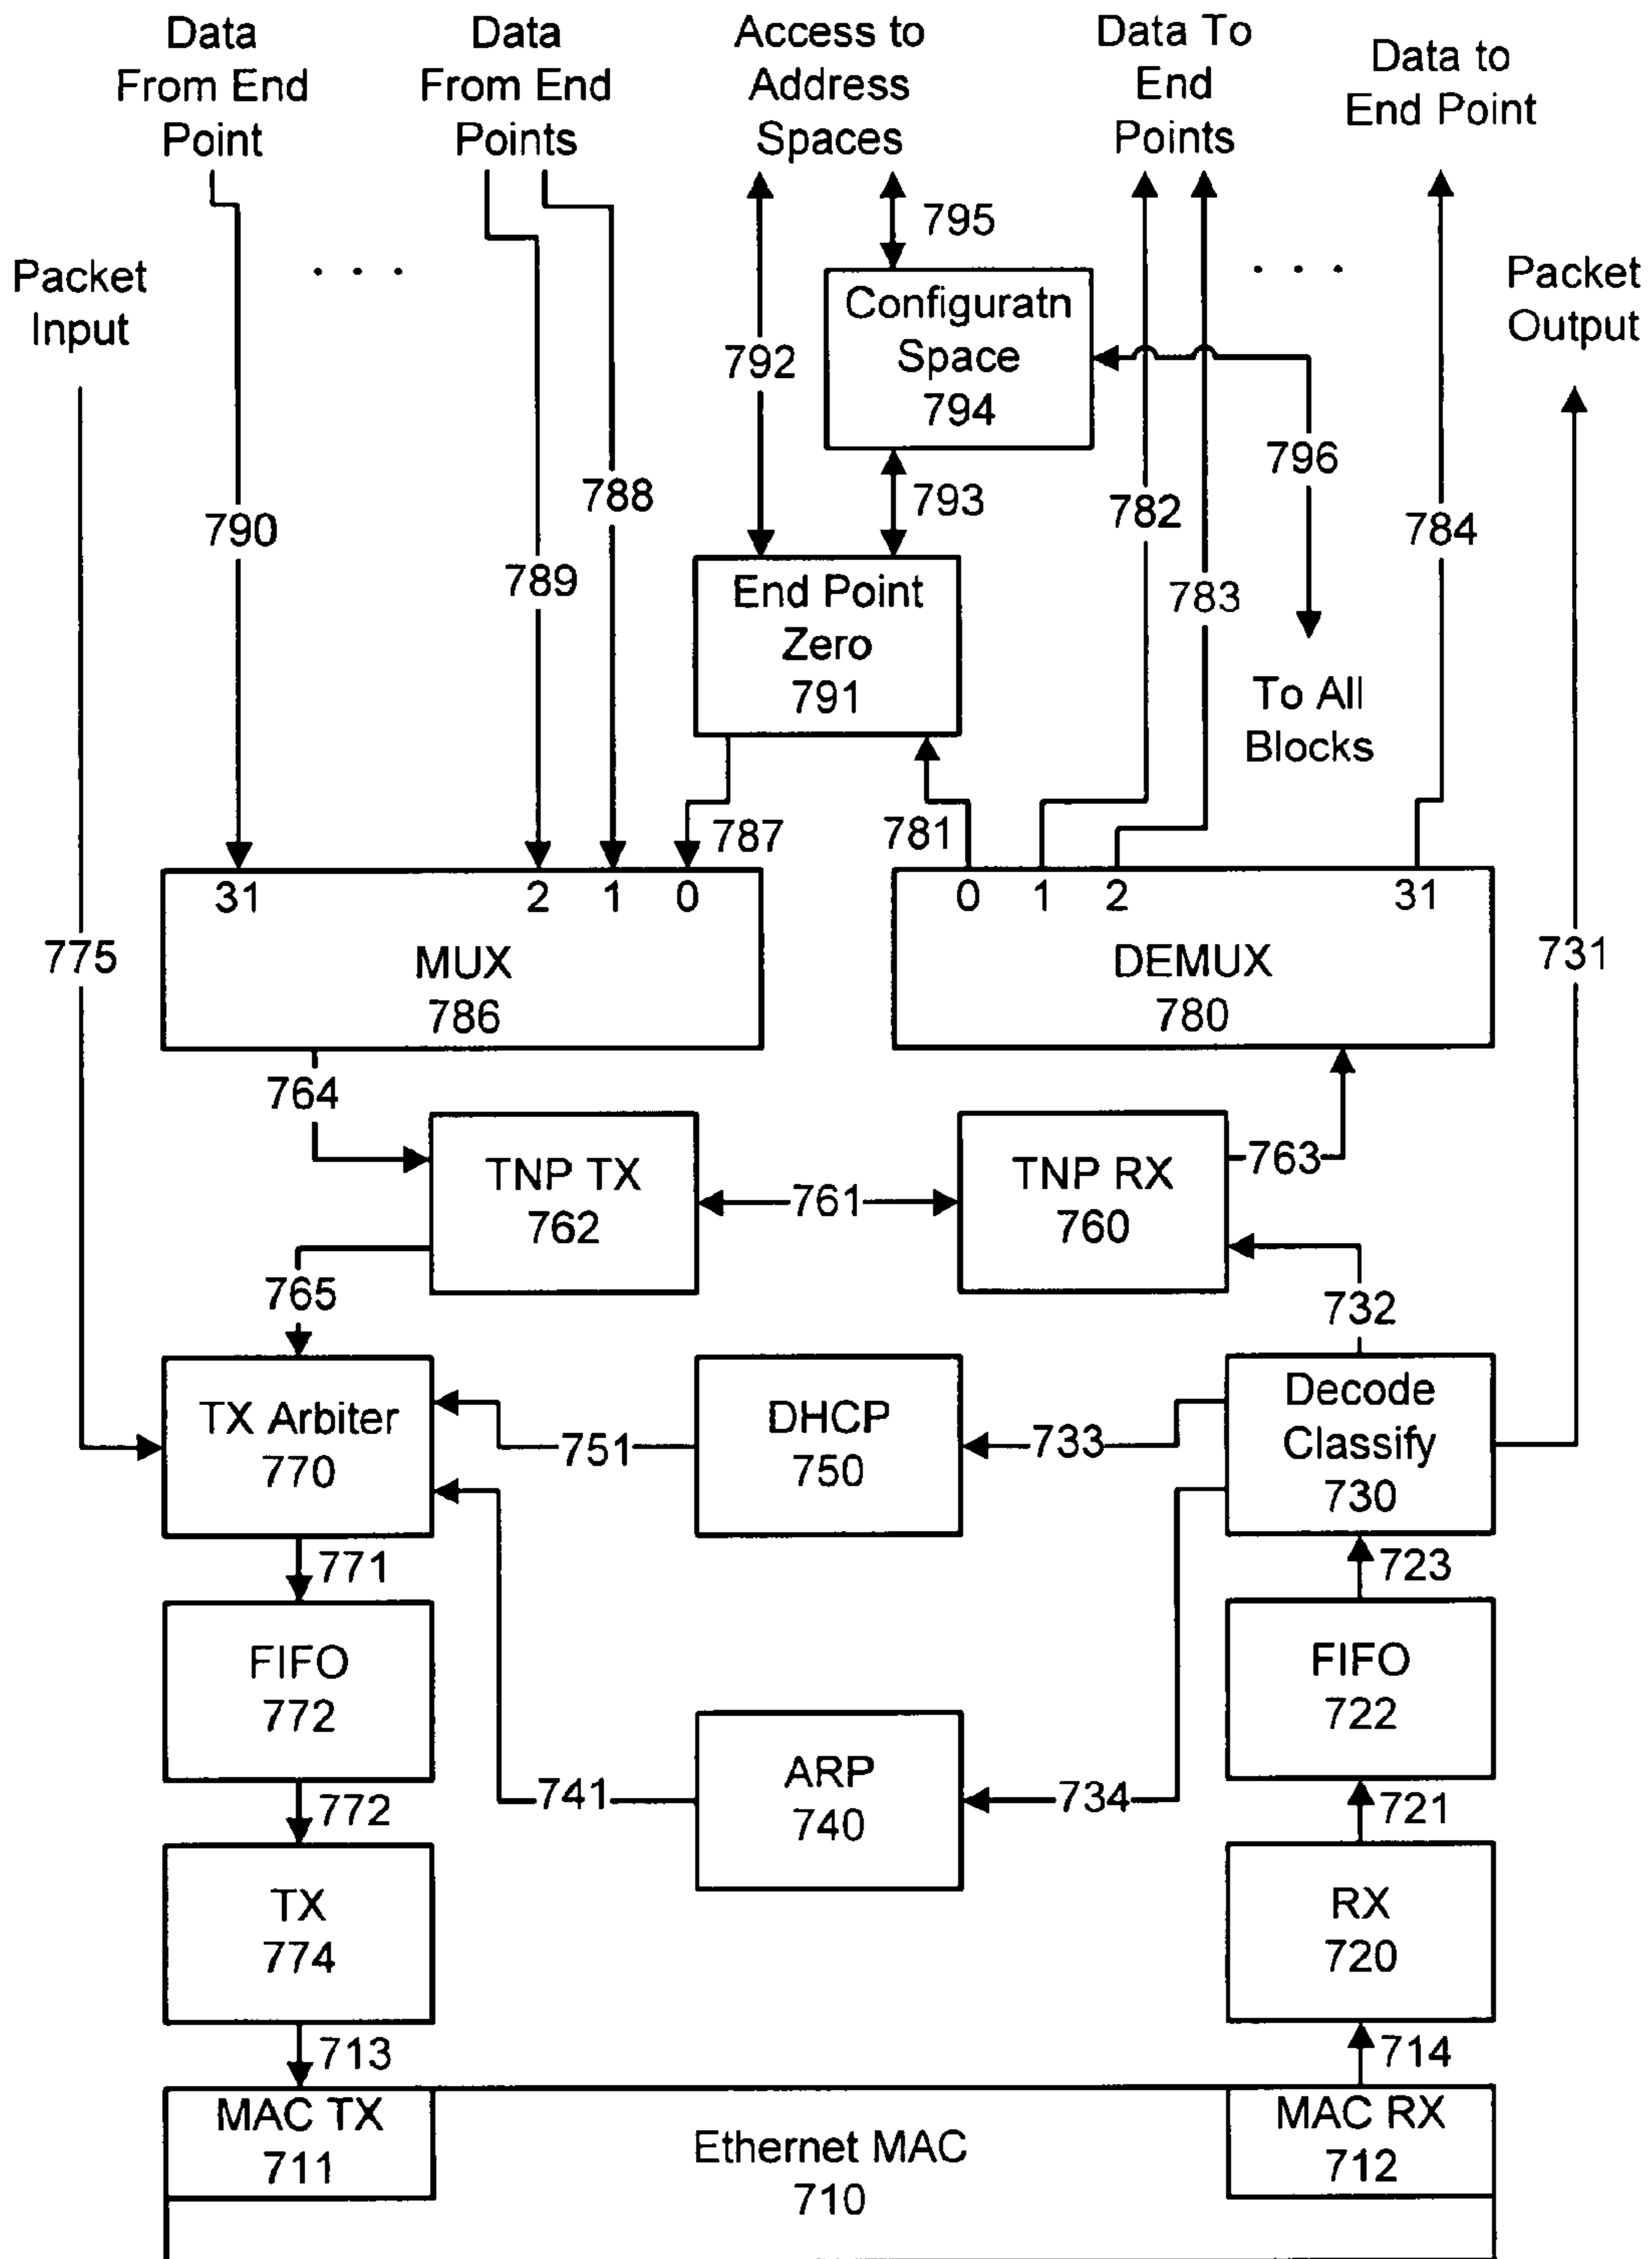 Data
From End
Point
Data
From End
Points
Access to
Address
Spaces
Data To
End
Points
Data to
End Point
Packet
Input
. . .
795
. . .
Packet
Output
Configuratn
Space
794
792
796
788
793
782
790
784
789
783
End Point
Zero
791
To All
Blocks
787
781
31
2
1
0
0
1
2
31
775
MUX
786
DEMUX
780
731
764
TNP TX
762
761
TNP RX
760
763
765
732
TX Arbiter
770
751
DHCP
750
733
Decode
Classify
730
771
723
FIFO
772
FIFO
722
772
741
ARP
740
734
721
TX
774
RX
720
713
714
MAC TX
711
Ethernet MAC
710
MAC RX
712